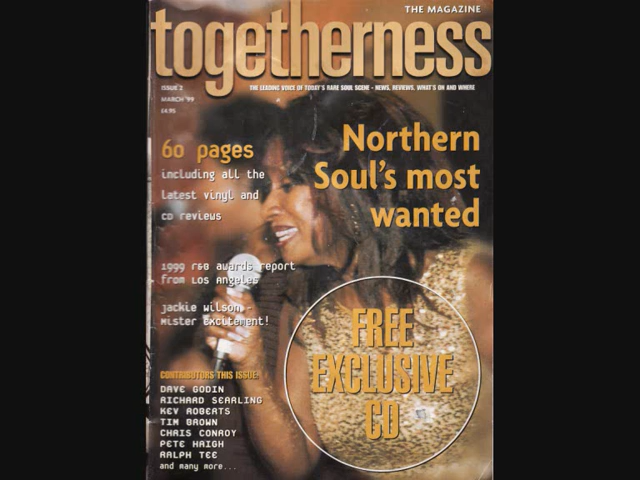 THE MAGAZINE
togetherness
ISSUE 2
MARCH '99
£4.95
THE LEADING VOICE OF TODAY'S RARE SOUL SCENE - NEWS, REVIEWS, WHAT'S ON AND WHERE
Northern
Soul's most
wanted
60 pages
including all the
latest vinyl and
CD reviews
1999 r&b awards report
from Los Angeles
jackie wilson -
mister excitement!
FREE
EXCLUSIVE
CD
CONTRIBUTORS THIS ISSUE:
DAVE GODIN
RICHARD SEARLING
KEV ROBERTS
TIM BROWN
CHRIS CONROY
PETE HAIGH
RALPH TEE
and many more...